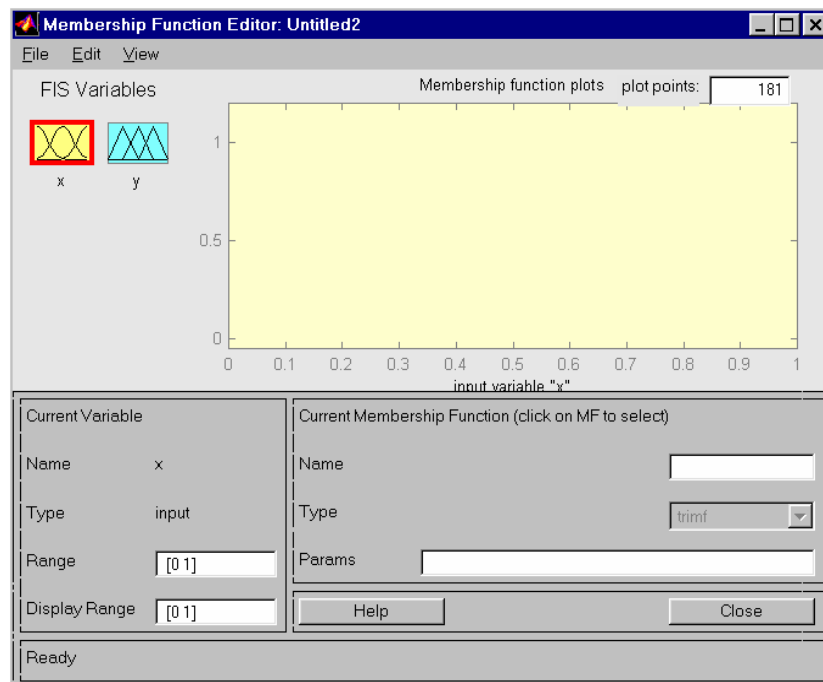 Membership Function Editor: Untitled2
File Edit View
FIS Variables
Membership function plots plot points: 181
x y
1
0.5
0
0 0.1 0.2 0.3 0.4 0.5 0.6 0.7 0.8 0.9 1
input variable "x"
Current Variable
Name x
Type input
Range [0 1]
Display Range [0 1]
Current Membership Function (click on MF to select)
Name
Type trimf
Params
Help Close
Ready